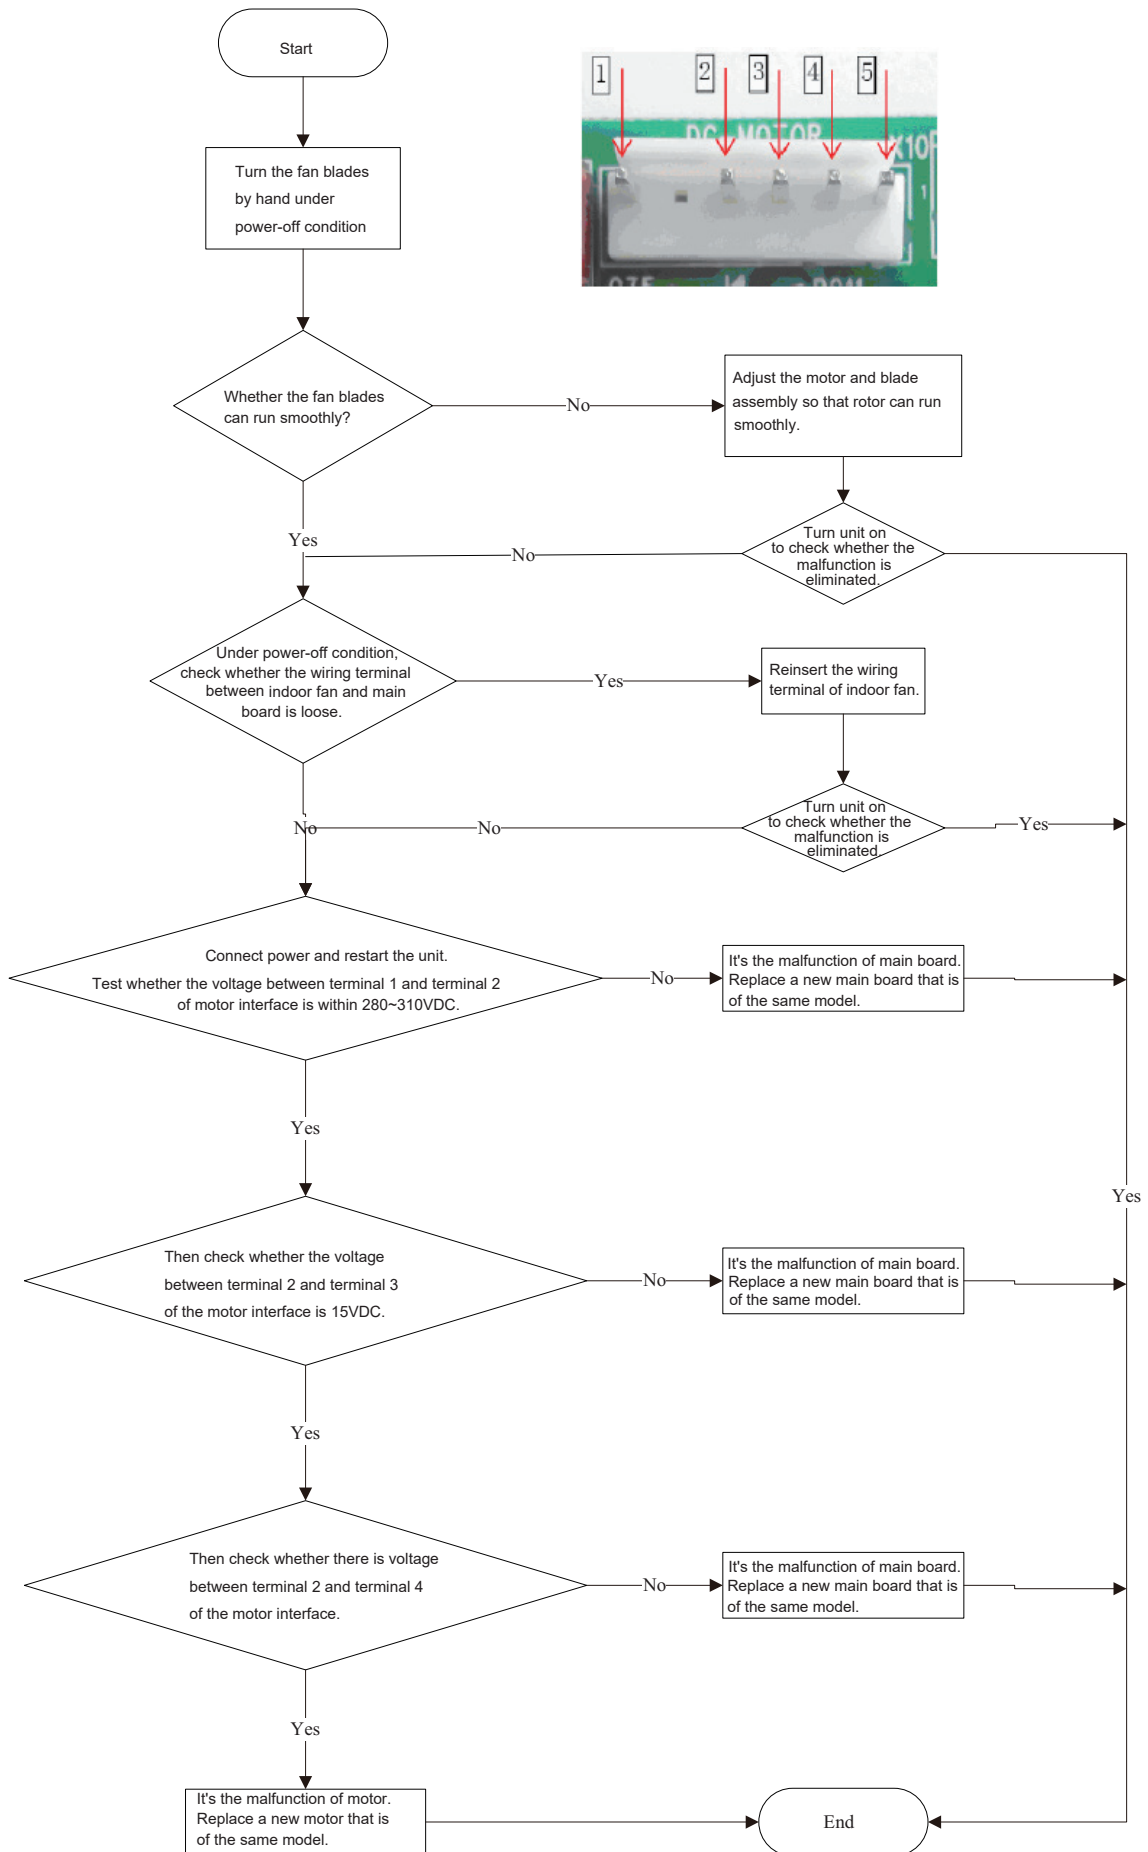 Start
1
2
3
4
5
DC MOTOR
Turn the fan blades
by hand under
power-off condition
Whether the fan blades
can run smoothly?
No
Adjust the motor and blade
assembly so that rotor can run
smoothly.
Yes
No
Turn unit on
to check whether the
malfunction is
eliminated.
Under power-off condition,
check whether the wiring terminal
between indoor fan and main
board is loose.
Yes
Reinsert the wiring
terminal of indoor fan.
No
No
Turn unit on
to check whether the
malfunction is
eliminated.
Yes
Connect power and restart the unit.
Test whether the voltage between terminal 1 and terminal 2
of motor interface is within 280~310VDC.
No
It's the malfunction of main board.
Replace a new main board that is
of the same model.
Yes
Yes
Then check whether the voltage
between terminal 2 and terminal 3
of the motor interface is 15VDC.
No
It's the malfunction of main board.
Replace a new main board that is
of the same model.
Yes
Then check whether there is voltage
between terminal 2 and terminal 4
of the motor interface.
No
It's the malfunction of main board.
Replace a new main board that is
of the same model.
Yes
It's the malfunction of motor.
Replace a new motor that is
of the same model.
End